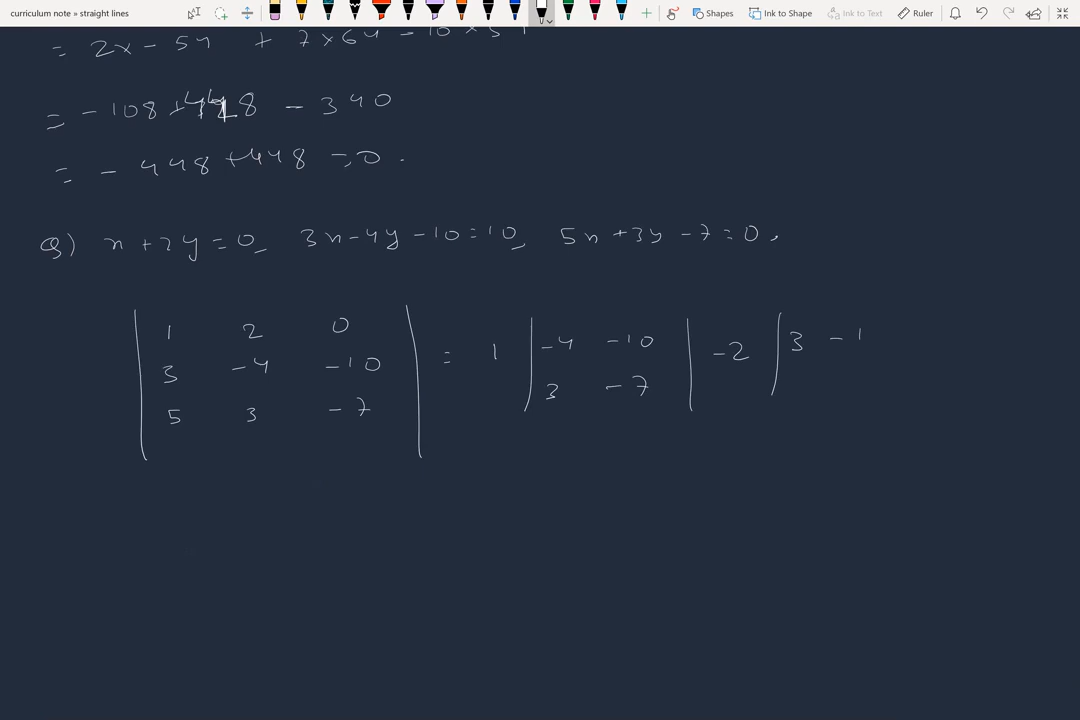 curriculum note » straight lines
Shapes Ink to Shape Ink to Text Ruler
= 2x - 54 + 7 x 64 - 10 x 34
= - 108 + 448 - 340
= - 448 + 448 = 0 .
Q) x + 2y = 0, 3x - 4y - 10 = 10, 5x + 3y - 7 = 0,
| 1 2 0 |
| 3 -4 -10 | = 1 | -4 -10 | -2 | 3 - 1
| 5 3 -7 | | 3 -7 |